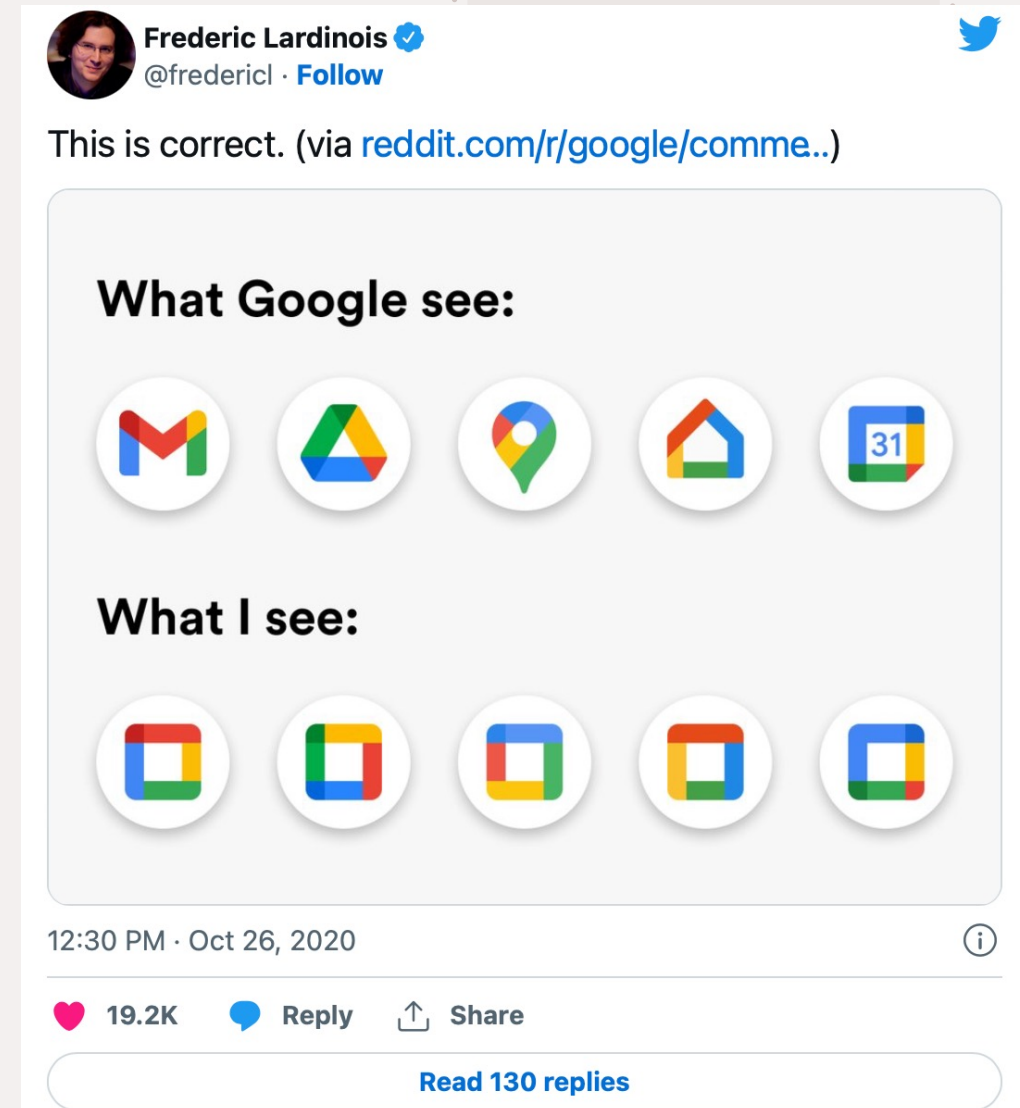 Frederic Lardinois
@fredericl · Follow
This is correct. (via reddit.com/r/google/comme…)
What Google see:
31
What I see:
12:30 PM · Oct 26, 2020
19.2K Reply Share
Read 130 replies